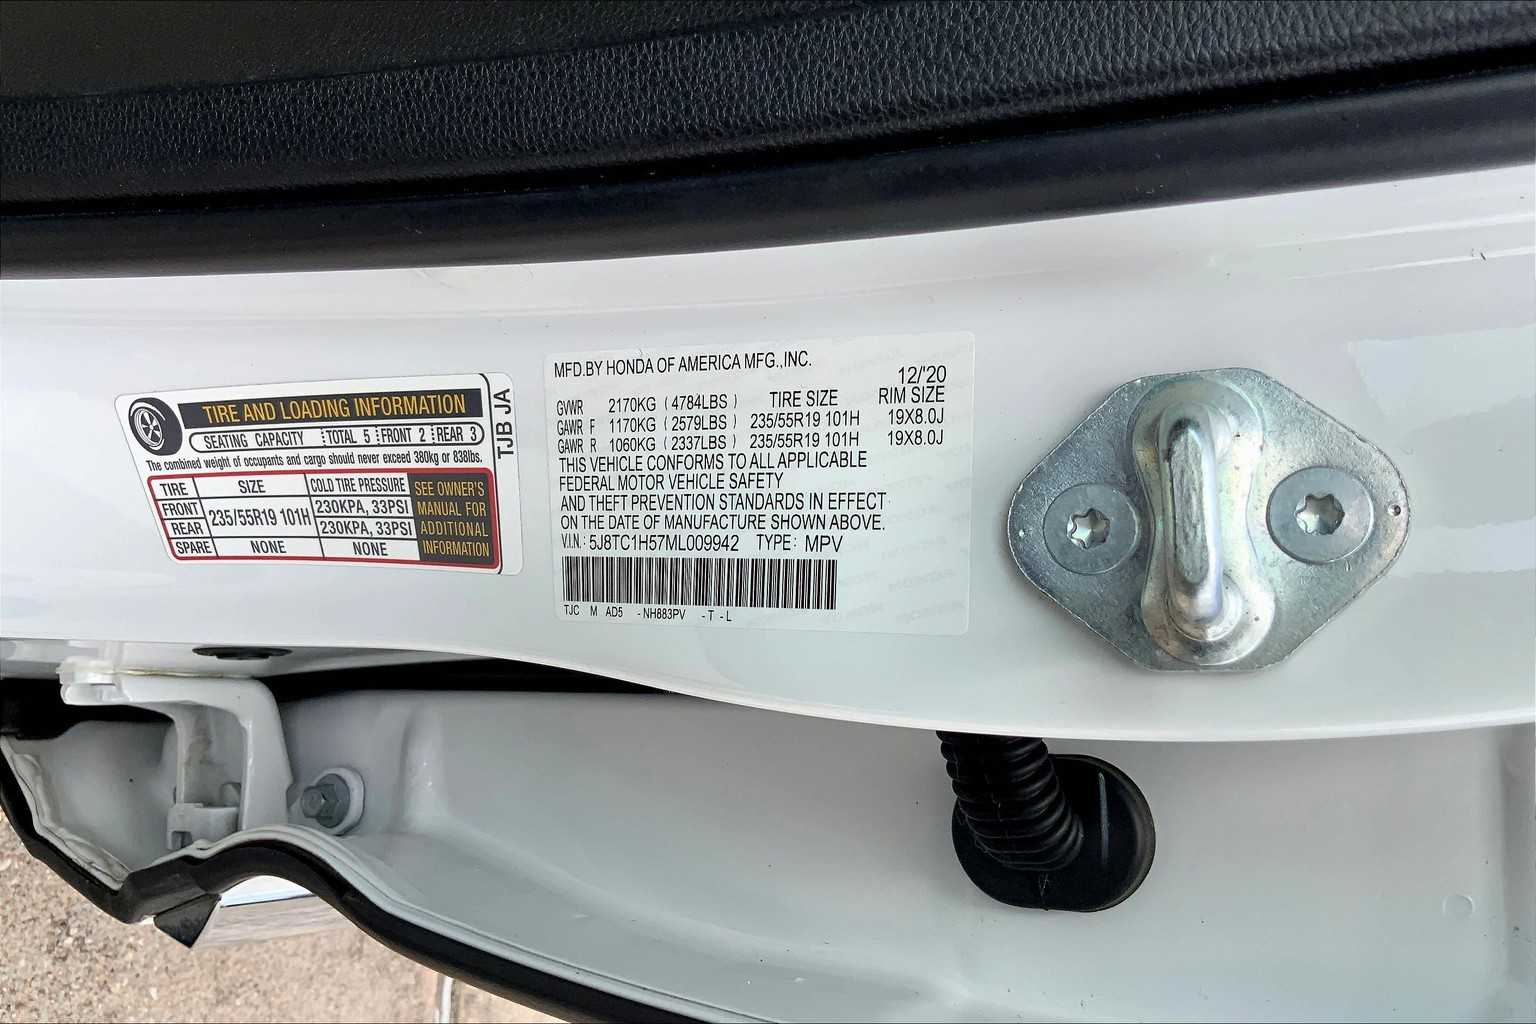 TIRE AND LOADING INFORMATION
SEATING CAPACITY TOTAL 5 FRONT 2 REAR 3
The combined weight of occupants and cargo should never exceed 380kg or 838lbs.
TIRE SIZE COLD TIRE PRESSURE SEE OWNER'S MANUAL FOR ADDITIONAL INFORMATION
FRONT 235/55R19 101H 230KPA, 33PSI
REAR 230KPA, 33PSI
SPARE NONE NONE
TJB JA
MFD.BY HONDA OF AMERICA MFG.,INC.
12/'20
GVWR 2170KG (4784LBS) TIRE SIZE RIM SIZE
GAWR F 1170KG (2579LBS) 235/55R19 101H 19X8.0J
GAWR R 1060KG (2337LBS) 235/55R19 101H 19X8.0J
THIS VEHICLE CONFORMS TO ALL APPLICABLE
FEDERAL MOTOR VEHICLE SAFETY
AND THEFT PREVENTION STANDARDS IN EFFECT
ON THE DATE OF MANUFACTURE SHOWN ABOVE.
V.I.N.: 5J8TC1H57ML009942 TYPE: MPV
TJC M AD5 -NH883PV -T -L